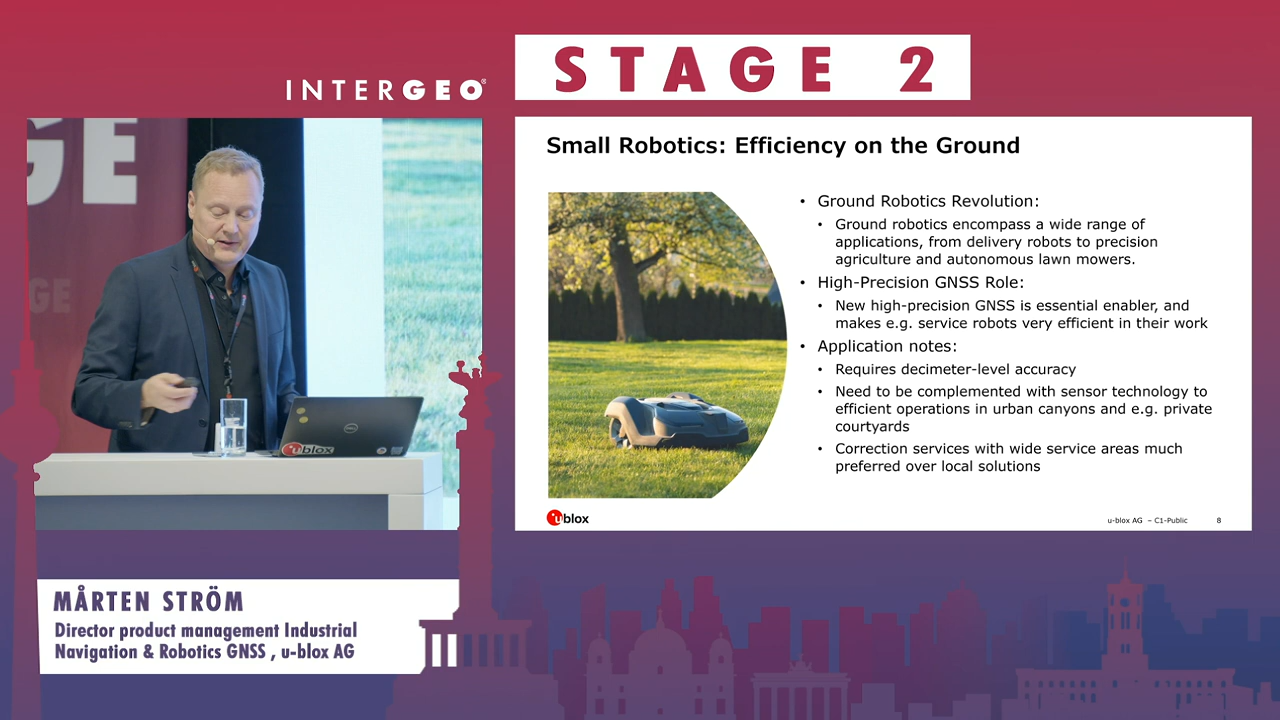 STAGE 2
INTERGEO®
GE
GE
DELL
u-blox
Small Robotics: Efficiency on the Ground
• Ground Robotics Revolution:
• Ground robotics encompass a wide range of
applications, from delivery robots to precision
agriculture and autonomous lawn mowers.
• High-Precision GNSS Role:
• New high-precision GNSS is essential enabler, and
makes e.g. service robots very efficient in their work
• Application notes:
• Requires decimeter-level accuracy
• Need to be complemented with sensor technology to
efficient operations in urban canyons and e.g. private
courtyards
• Correction services with wide service areas much
preferred over local solutions
ublox
u-blox AG – C1-Public 8
MÅRTEN STRÖM
Director product management Industrial
Navigation & Robotics GNSS , u-blox AG